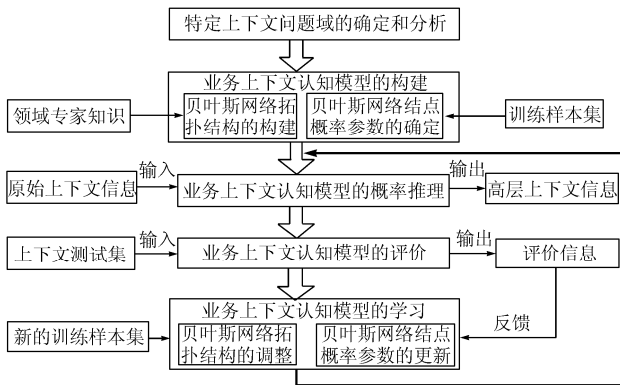 特定上下文问题域的确定和分析
业务上下文认知模型的构建
领域专家知识
贝叶斯网络拓
扑结构的构建
贝叶斯网络结点
概率参数的确定
训练样本集
原始上下文信息
输入
业务上下文认知模型的概率推理
输出
高层上下文信息
上下文测试集
输入
业务上下文认知模型的评价
输出
评价信息
业务上下文认知模型的学习
新的训练样本集
贝叶斯网络拓
扑结构的调整
贝叶斯网络结点
概率参数的更新
反馈